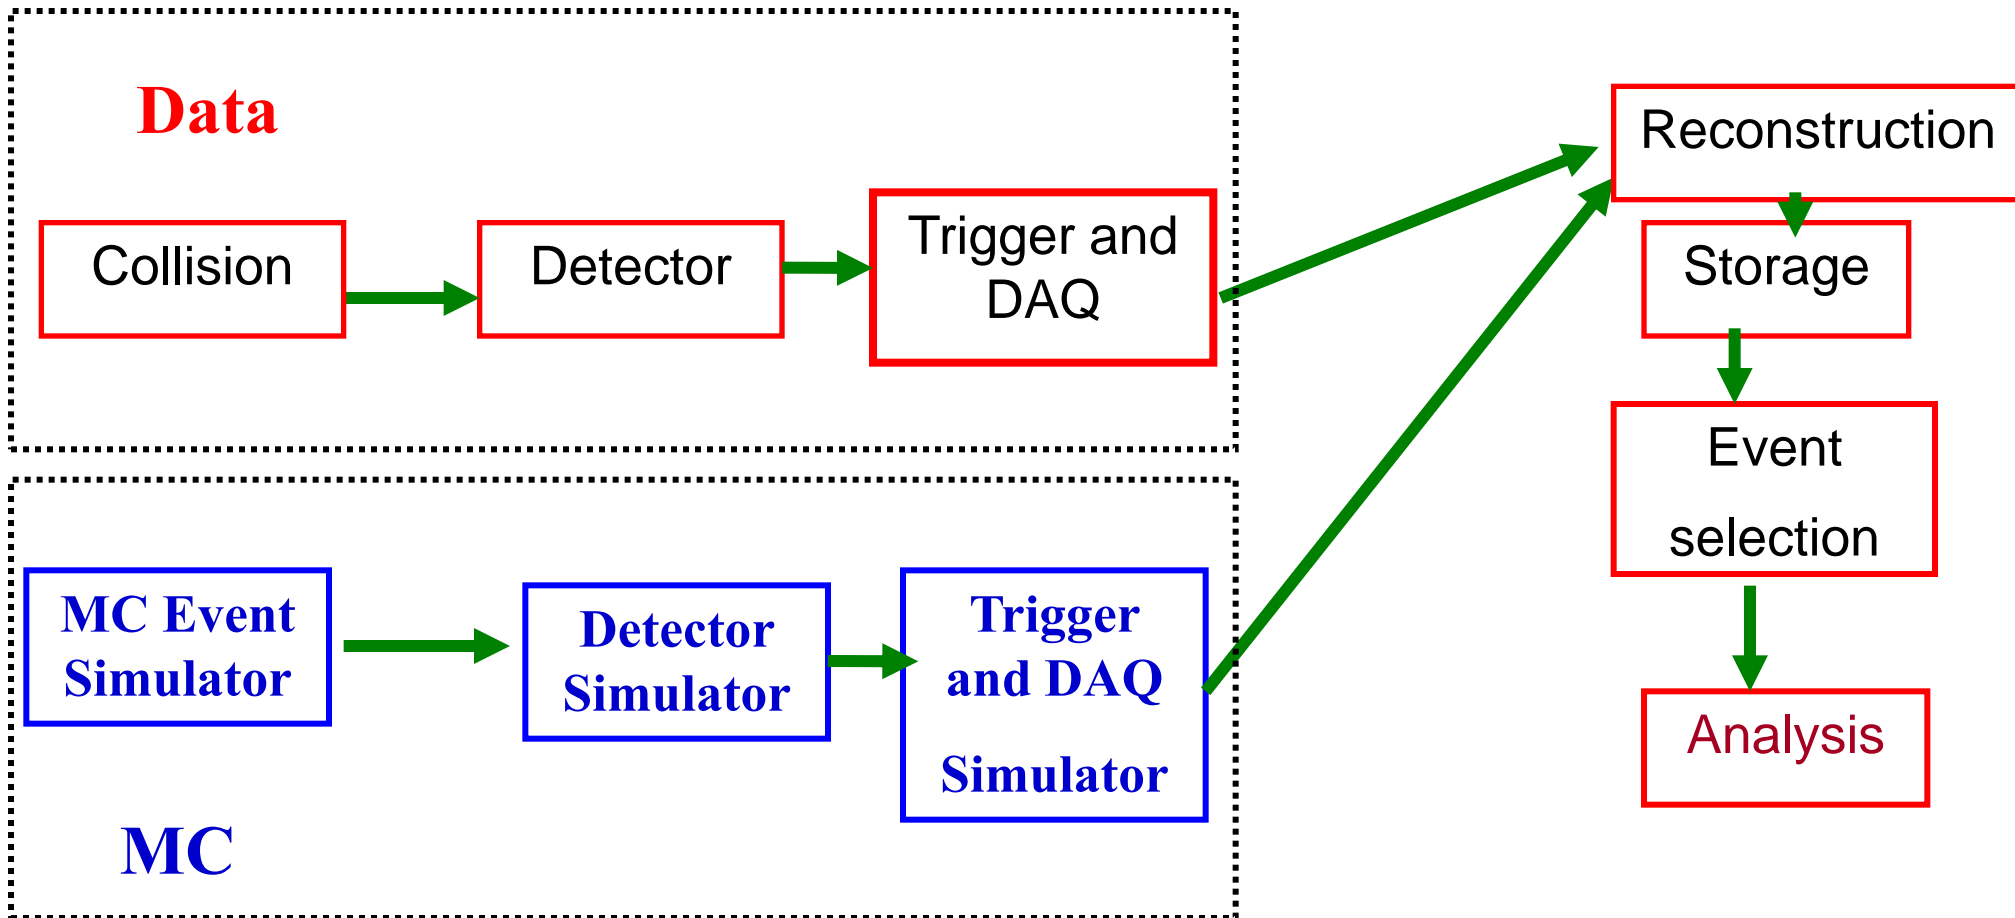 Data
Collision
Detector
Trigger and
DAQ
MC Event
Simulator
Detector
Simulator
Trigger
and DAQ
Simulator
MC
Reconstruction
Storage
Event
selection
Analysis